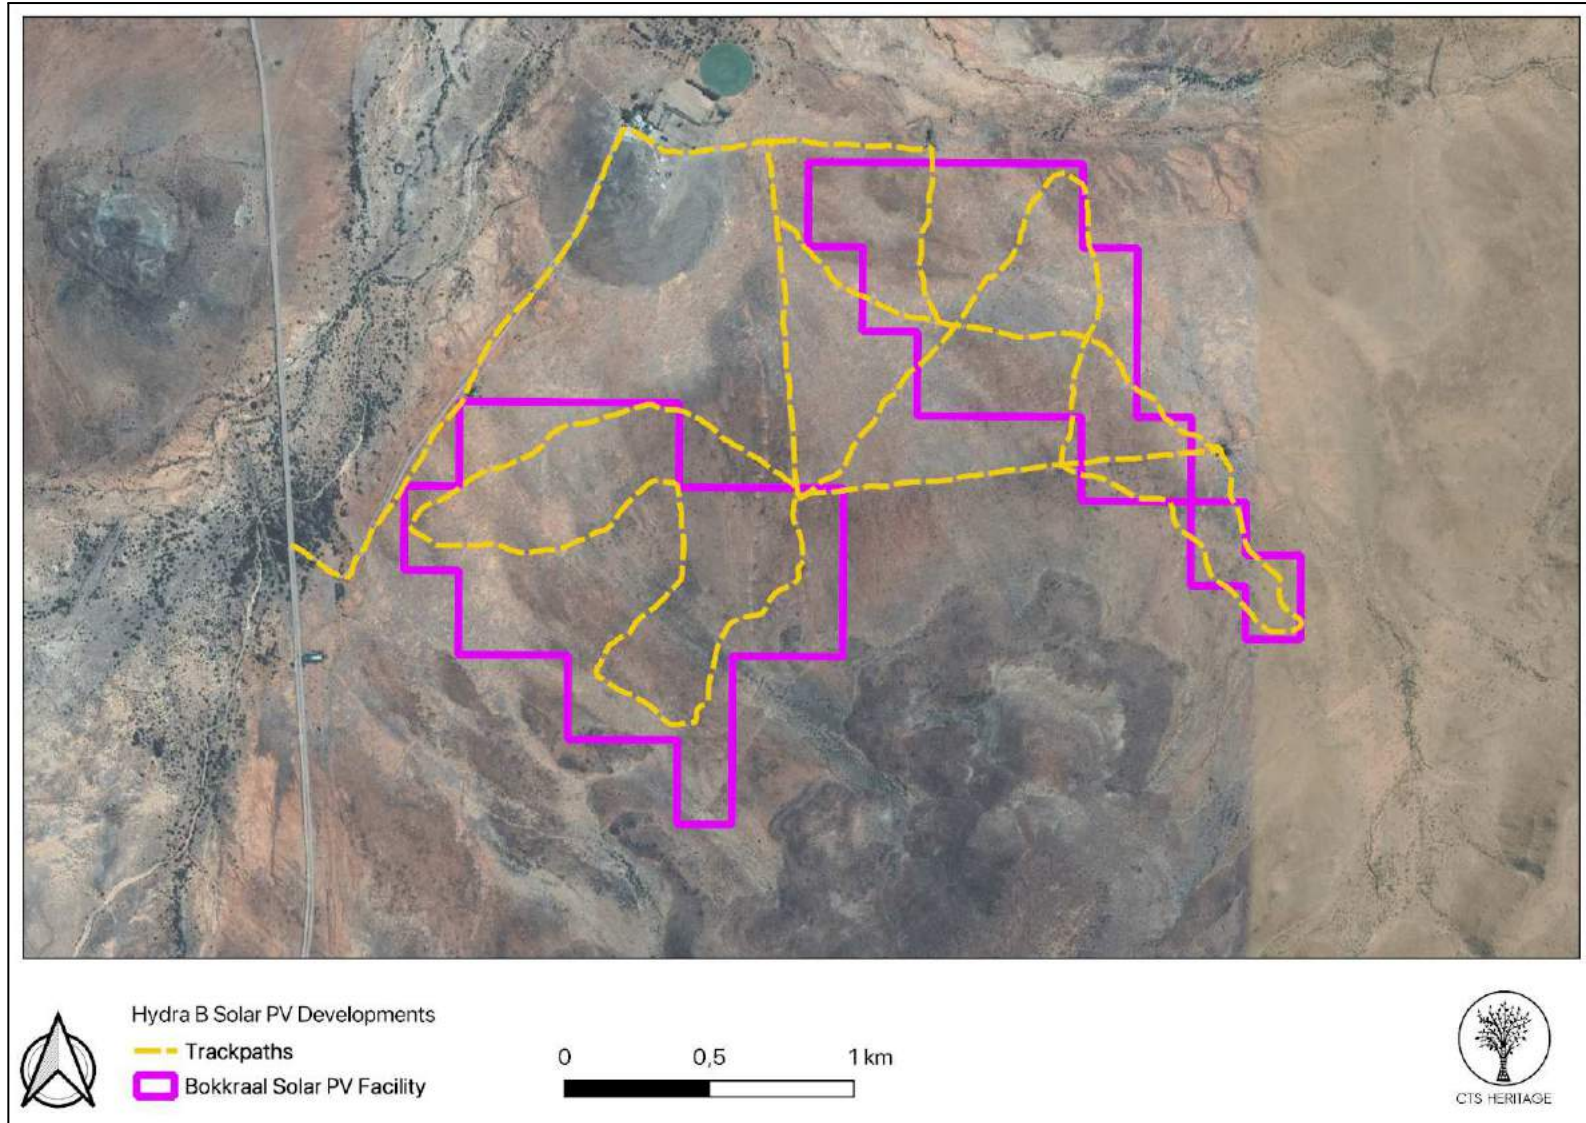 Hydra B Solar PV Developments
Trackpaths
Bokkraal Solar PV Facility
0 0,5 1 km
CTS HERITAGE